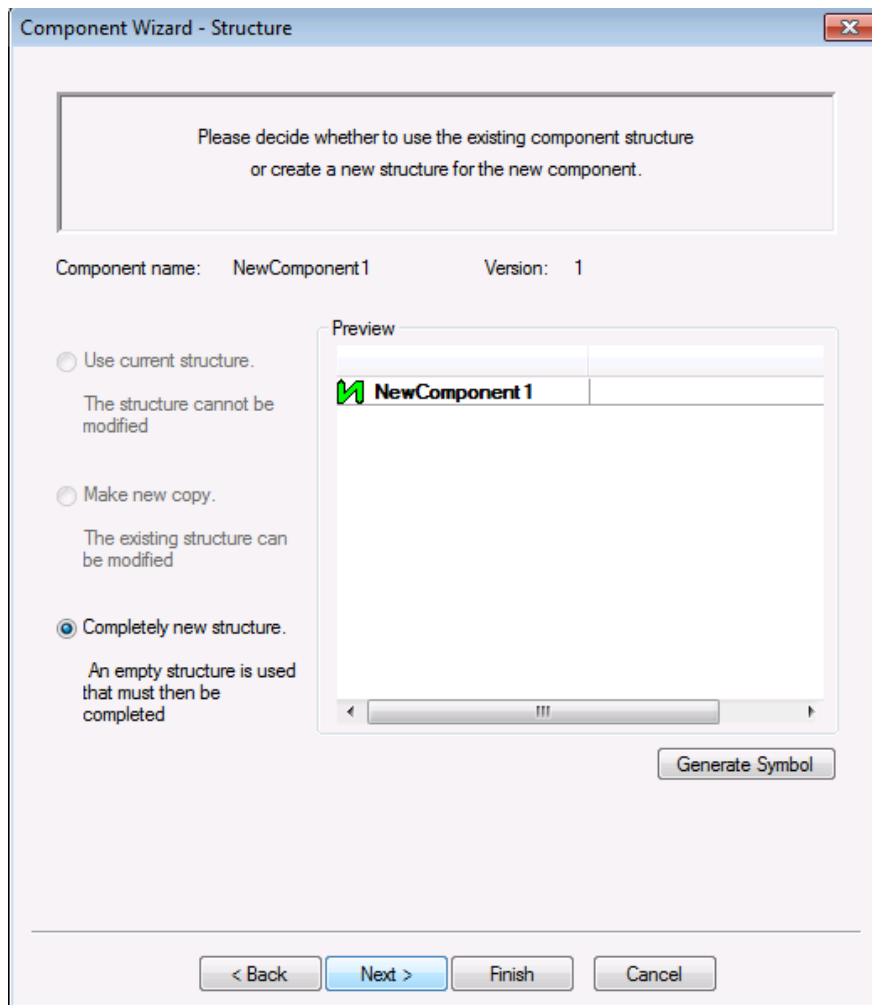 Component Wizard - Structure
Please decide whether to use the existing component structure
or create a new structure for the new component.
Component name: NewComponent1 Version: 1
Preview
Use current structure.
NewComponent1
The structure cannot be
modified
Make new copy.
The existing structure can
be modified
Completely new structure.
An empty structure is used
that must then be
completed
Generate Symbol
< Back Next > Finish Cancel